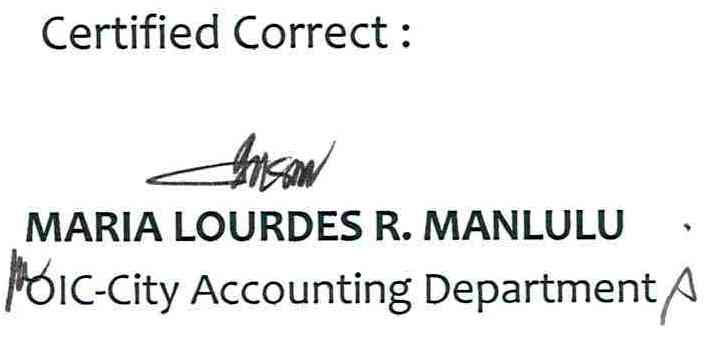 Certified Correct :
MARIA LOURDES R. MANLULU
OIC-City Accounting Department